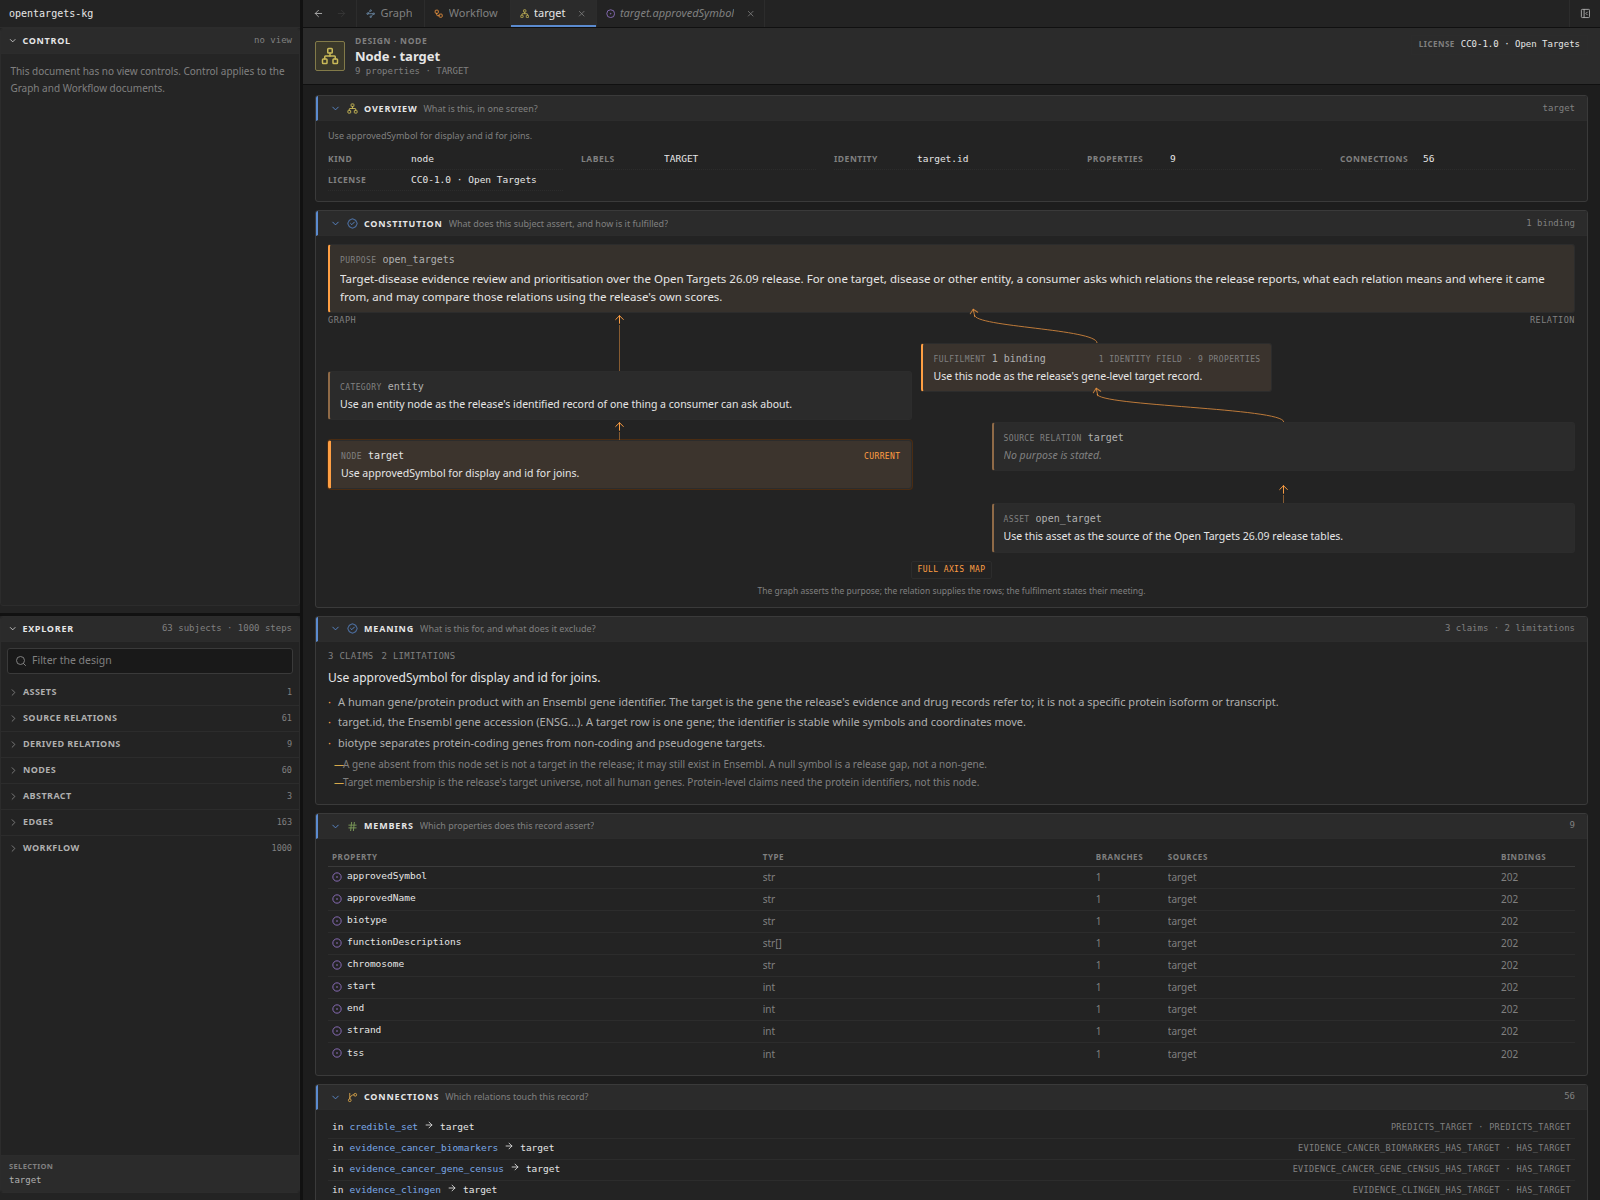 opentargets-kg
Graph
Workflow
target
target.approvedSymbol
CONTROL
no view
This document has no view controls. Control applies to the
Graph and Workflow documents.
DESIGN · NODE
Node · target
9 properties · TARGET
LICENSE CC0-1.0 · Open Targets
OVERVIEW What is this, in one screen?
target
Use approvedSymbol for display and id for joins.
KIND node
LABELS TARGET
IDENTITY target.id
PROPERTIES 9
CONNECTIONS 56
LICENSE CC0-1.0 · Open Targets
CONSTITUTION What does this subject assert, and how is it fulfilled?
1 binding
PURPOSE open_targets
Target-disease evidence review and prioritisation over the Open Targets 26.09 release. For one target, disease or other entity, a consumer asks which relations the release reports, what each relation means and where it came
from, and may compare those relations using the release's own scores.
GRAPH
RELATION
FULFILMENT 1 binding
1 IDENTITY FIELD · 9 PROPERTIES
Use this node as the release's gene-level target record.
CATEGORY entity
Use an entity node as the release's identified record of one thing a consumer can ask about.
SOURCE RELATION target
No purpose is stated.
NODE target
CURRENT
Use approvedSymbol for display and id for joins.
ASSET open_target
Use this asset as the source of the Open Targets 26.09 release tables.
FULL AXIS MAP
The graph asserts the purpose; the relation supplies the rows; the fulfilment states their meeting.
EXPLORER
63 subjects · 1000 steps
Filter the design
ASSETS 1
SOURCE RELATIONS 61
DERIVED RELATIONS 9
NODES 60
ABSTRACT 3
EDGES 163
WORKFLOW 1000
MEANING What is this for, and what does it exclude?
3 claims · 2 limitations
3 CLAIMS 2 LIMITATIONS
Use approvedSymbol for display and id for joins.
· A human gene/protein product with an Ensembl gene identifier. The target is the gene the release's evidence and drug records refer to; it is not a specific protein isoform or transcript.
· target.id, the Ensembl gene accession (ENSG...). A target row is one gene; the identifier is stable while symbols and coordinates move.
· biotype separates protein-coding genes from non-coding and pseudogene targets.
—A gene absent from this node set is not a target in the release; it may still exist in Ensembl. A null symbol is a release gap, not a non-gene.
—Target membership is the release's target universe, not all human genes. Protein-level claims need the protein identifiers, not this node.
MEMBERS Which properties does this record assert?
9
PROPERTY TYPE BRANCHES SOURCES BINDINGS
approvedSymbol str 1 target 202
approvedName str 1 target 202
biotype str 1 target 202
functionDescriptions str[] 1 target 202
chromosome str 1 target 202
start int 1 target 202
end int 1 target 202
strand int 1 target 202
tss int 1 target 202
CONNECTIONS Which relations touch this record?
56
in credible_set → target PREDICTS_TARGET · PREDICTS_TARGET
in evidence_cancer_biomarkers → target EVIDENCE_CANCER_BIOMARKERS_HAS_TARGET · HAS_TARGET
in evidence_cancer_gene_census → target EVIDENCE_CANCER_GENE_CENSUS_HAS_TARGET · HAS_TARGET
in evidence_clingen → target EVIDENCE_CLINGEN_HAS_TARGET · HAS_TARGET
SELECTION
target